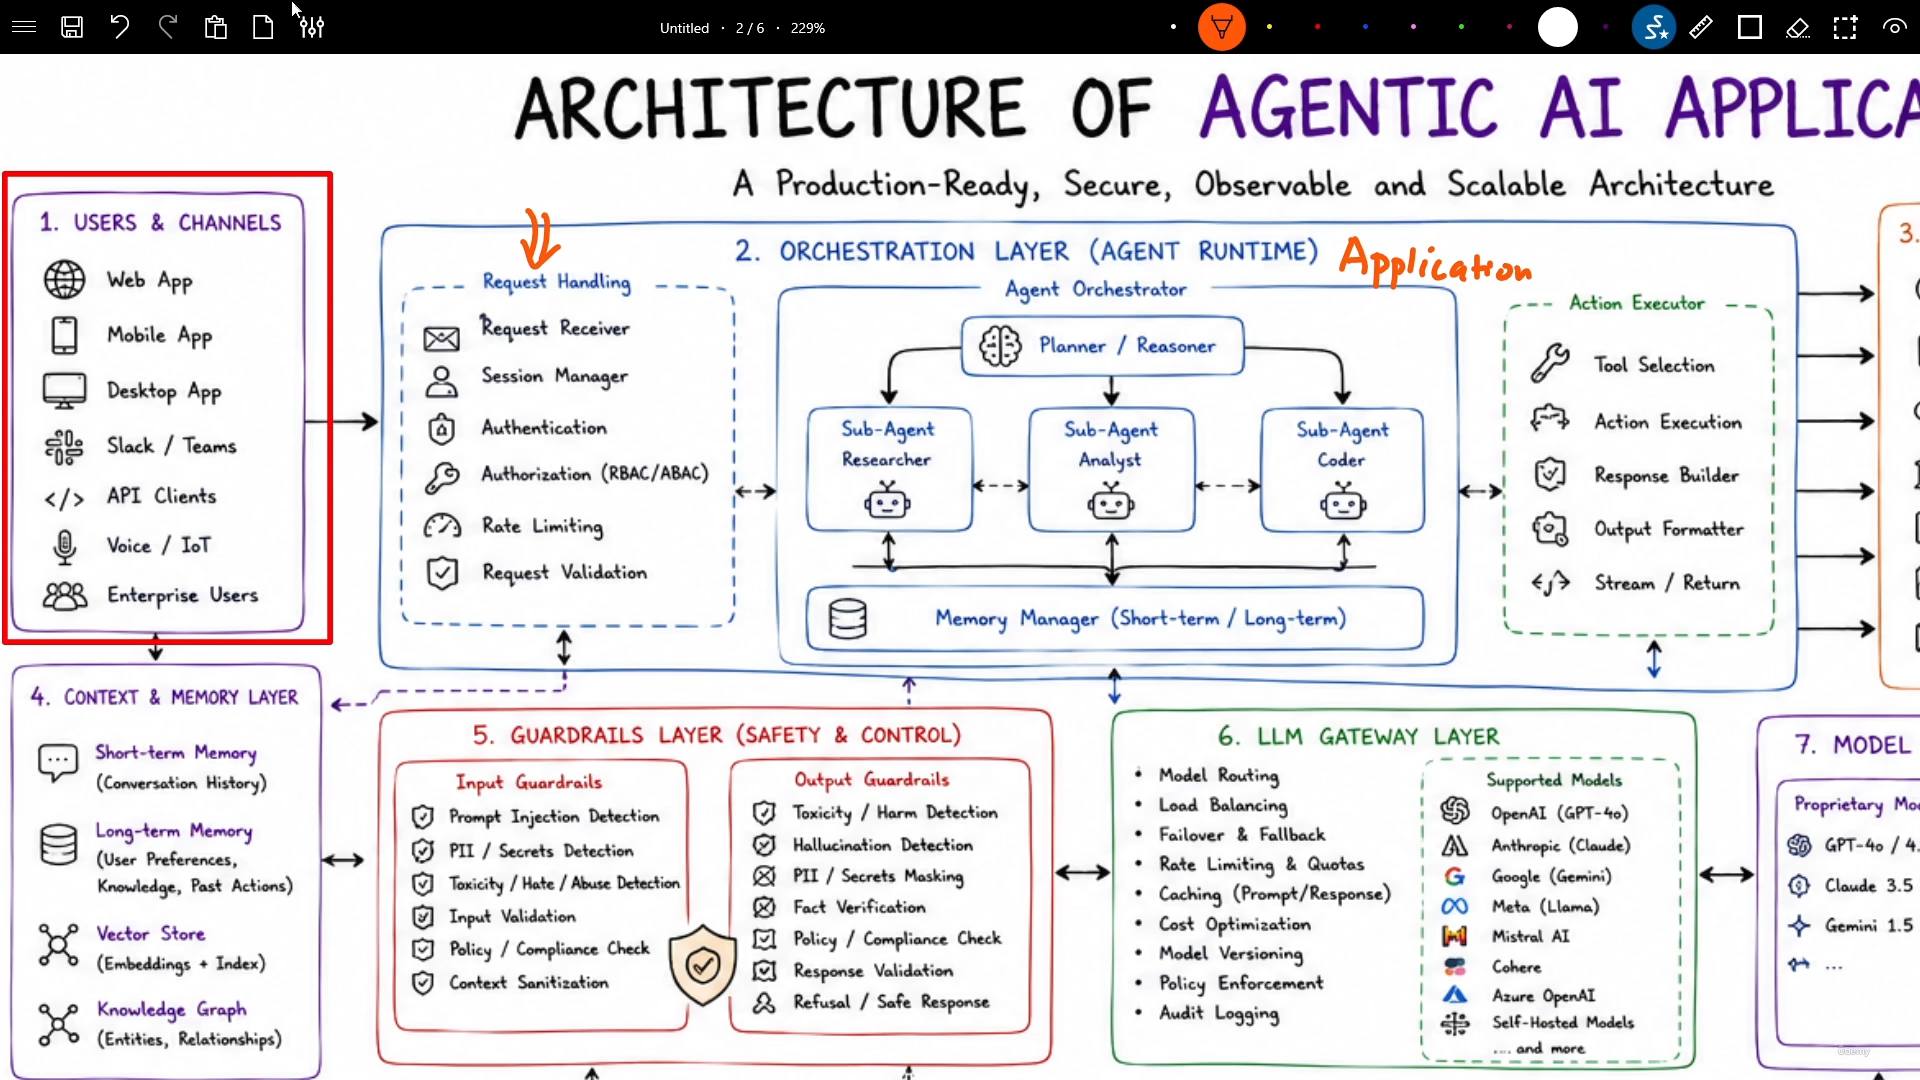 Untitled · 2 / 6 · 229%
ARCHITECTURE OF AGENTIC AI APPLICA
A Production-Ready, Secure, Observable and Scalable Architecture
1. USERS & CHANNELS
Web App
Mobile App
Desktop App
Slack / Teams
API Clients
Voice / IoT
Enterprise Users
2. ORCHESTRATION LAYER (AGENT RUNTIME)
Application
Request Handling
Request Receiver
Session Manager
Authentication
Authorization (RBAC/ABAC)
Rate Limiting
Request Validation
Agent Orchestrator
Planner / Reasoner
Sub-Agent
Researcher
Sub-Agent
Analyst
Sub-Agent
Coder
Memory Manager (Short-term / Long-term)
Action Executor
Tool Selection
Action Execution
Response Builder
Output Formatter
Stream / Return
3.
4. CONTEXT & MEMORY LAYER
Short-term Memory
(Conversation History)
Long-term Memory
(User Preferences,
Knowledge, Past Actions)
Vector Store
(Embeddings + Index)
Knowledge Graph
(Entities, Relationships)
5. GUARDRAILS LAYER (SAFETY & CONTROL)
Input Guardrails
Prompt Injection Detection
PII / Secrets Detection
Toxicity / Hate / Abuse Detection
Input Validation
Policy / Compliance Check
Context Sanitization
Output Guardrails
Toxicity / Harm Detection
Hallucination Detection
PII / Secrets Masking
Fact Verification
Policy / Compliance Check
Response Validation
Refusal / Safe Response
6. LLM GATEWAY LAYER
• Model Routing
• Load Balancing
• Failover & Fallback
• Rate Limiting & Quotas
• Caching (Prompt/Response)
• Cost Optimization
• Model Versioning
• Policy Enforcement
• Audit Logging
Supported Models
OpenAI (GPT-4o)
Anthropic (Claude)
Google (Gemini)
Meta (Llama)
Mistral AI
Cohere
Azure OpenAI
Self-Hosted Models
... and more
7. MODEL
Proprietary Mo
GPT-4o / 4.
Claude 3.5
Gemini 1.5
...
Udemy